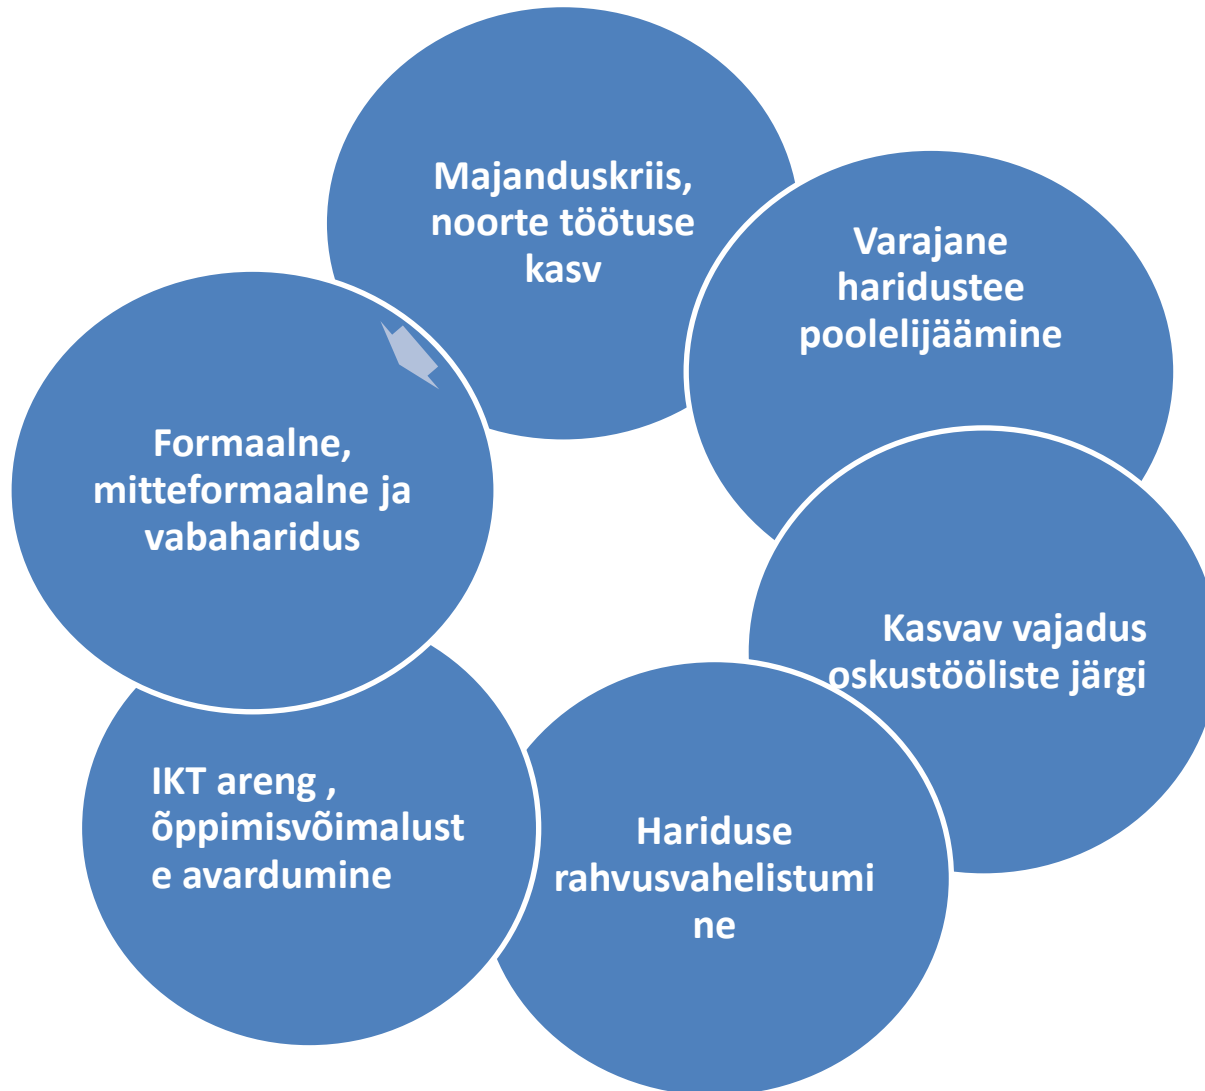 Majanduskriis,
noorte töötuse
kasv
Varajane
haridustee
poolelijäämine
Kasvav vajadus
oskustööliste järgi
Hariduse
rahvusvahelistumi
ne
IKT areng ,
õppimisvõimalust
e avardumine
Formaalne,
mitteformaalne ja
vabaharidus